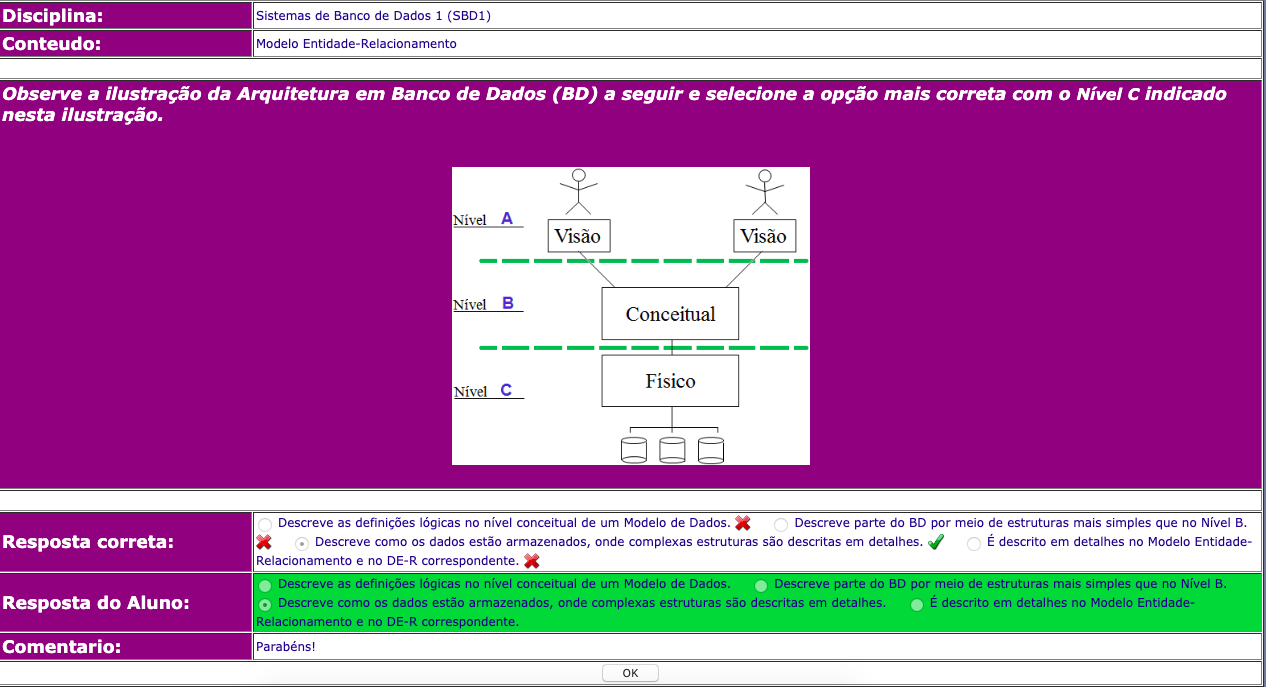 Disciplina: Sistemas de Banco de Dados 1 (SBD1)
Conteudo: Modelo Entidade-Relacionamento
Observe a ilustração da Arquitetura em Banco de Dados (BD) a seguir e selecione a opção mais correta com o Nível C indicado
nesta ilustração.
Nível A
Visão Visão
Nível B
Conceitual
Físico
Nível C
Resposta correta:
Descreve as definições lógicas no nível conceitual de um Modelo de Dados. Descreve parte do BD por meio de estruturas mais simples que no Nível B.
Descreve como os dados estão armazenados, onde complexas estruturas são descritas em detalhes. É descrito em detalhes no Modelo Entidade-
Relacionamento e no DE-R correspondente.
Resposta do Aluno:
Descreve as definições lógicas no nível conceitual de um Modelo de Dados. Descreve parte do BD por meio de estruturas mais simples que no Nível B.
Descreve como os dados estão armazenados, onde complexas estruturas são descritas em detalhes. É descrito em detalhes no Modelo Entidade-
Relacionamento e no DE-R correspondente.
Comentario: Parabéns!
OK